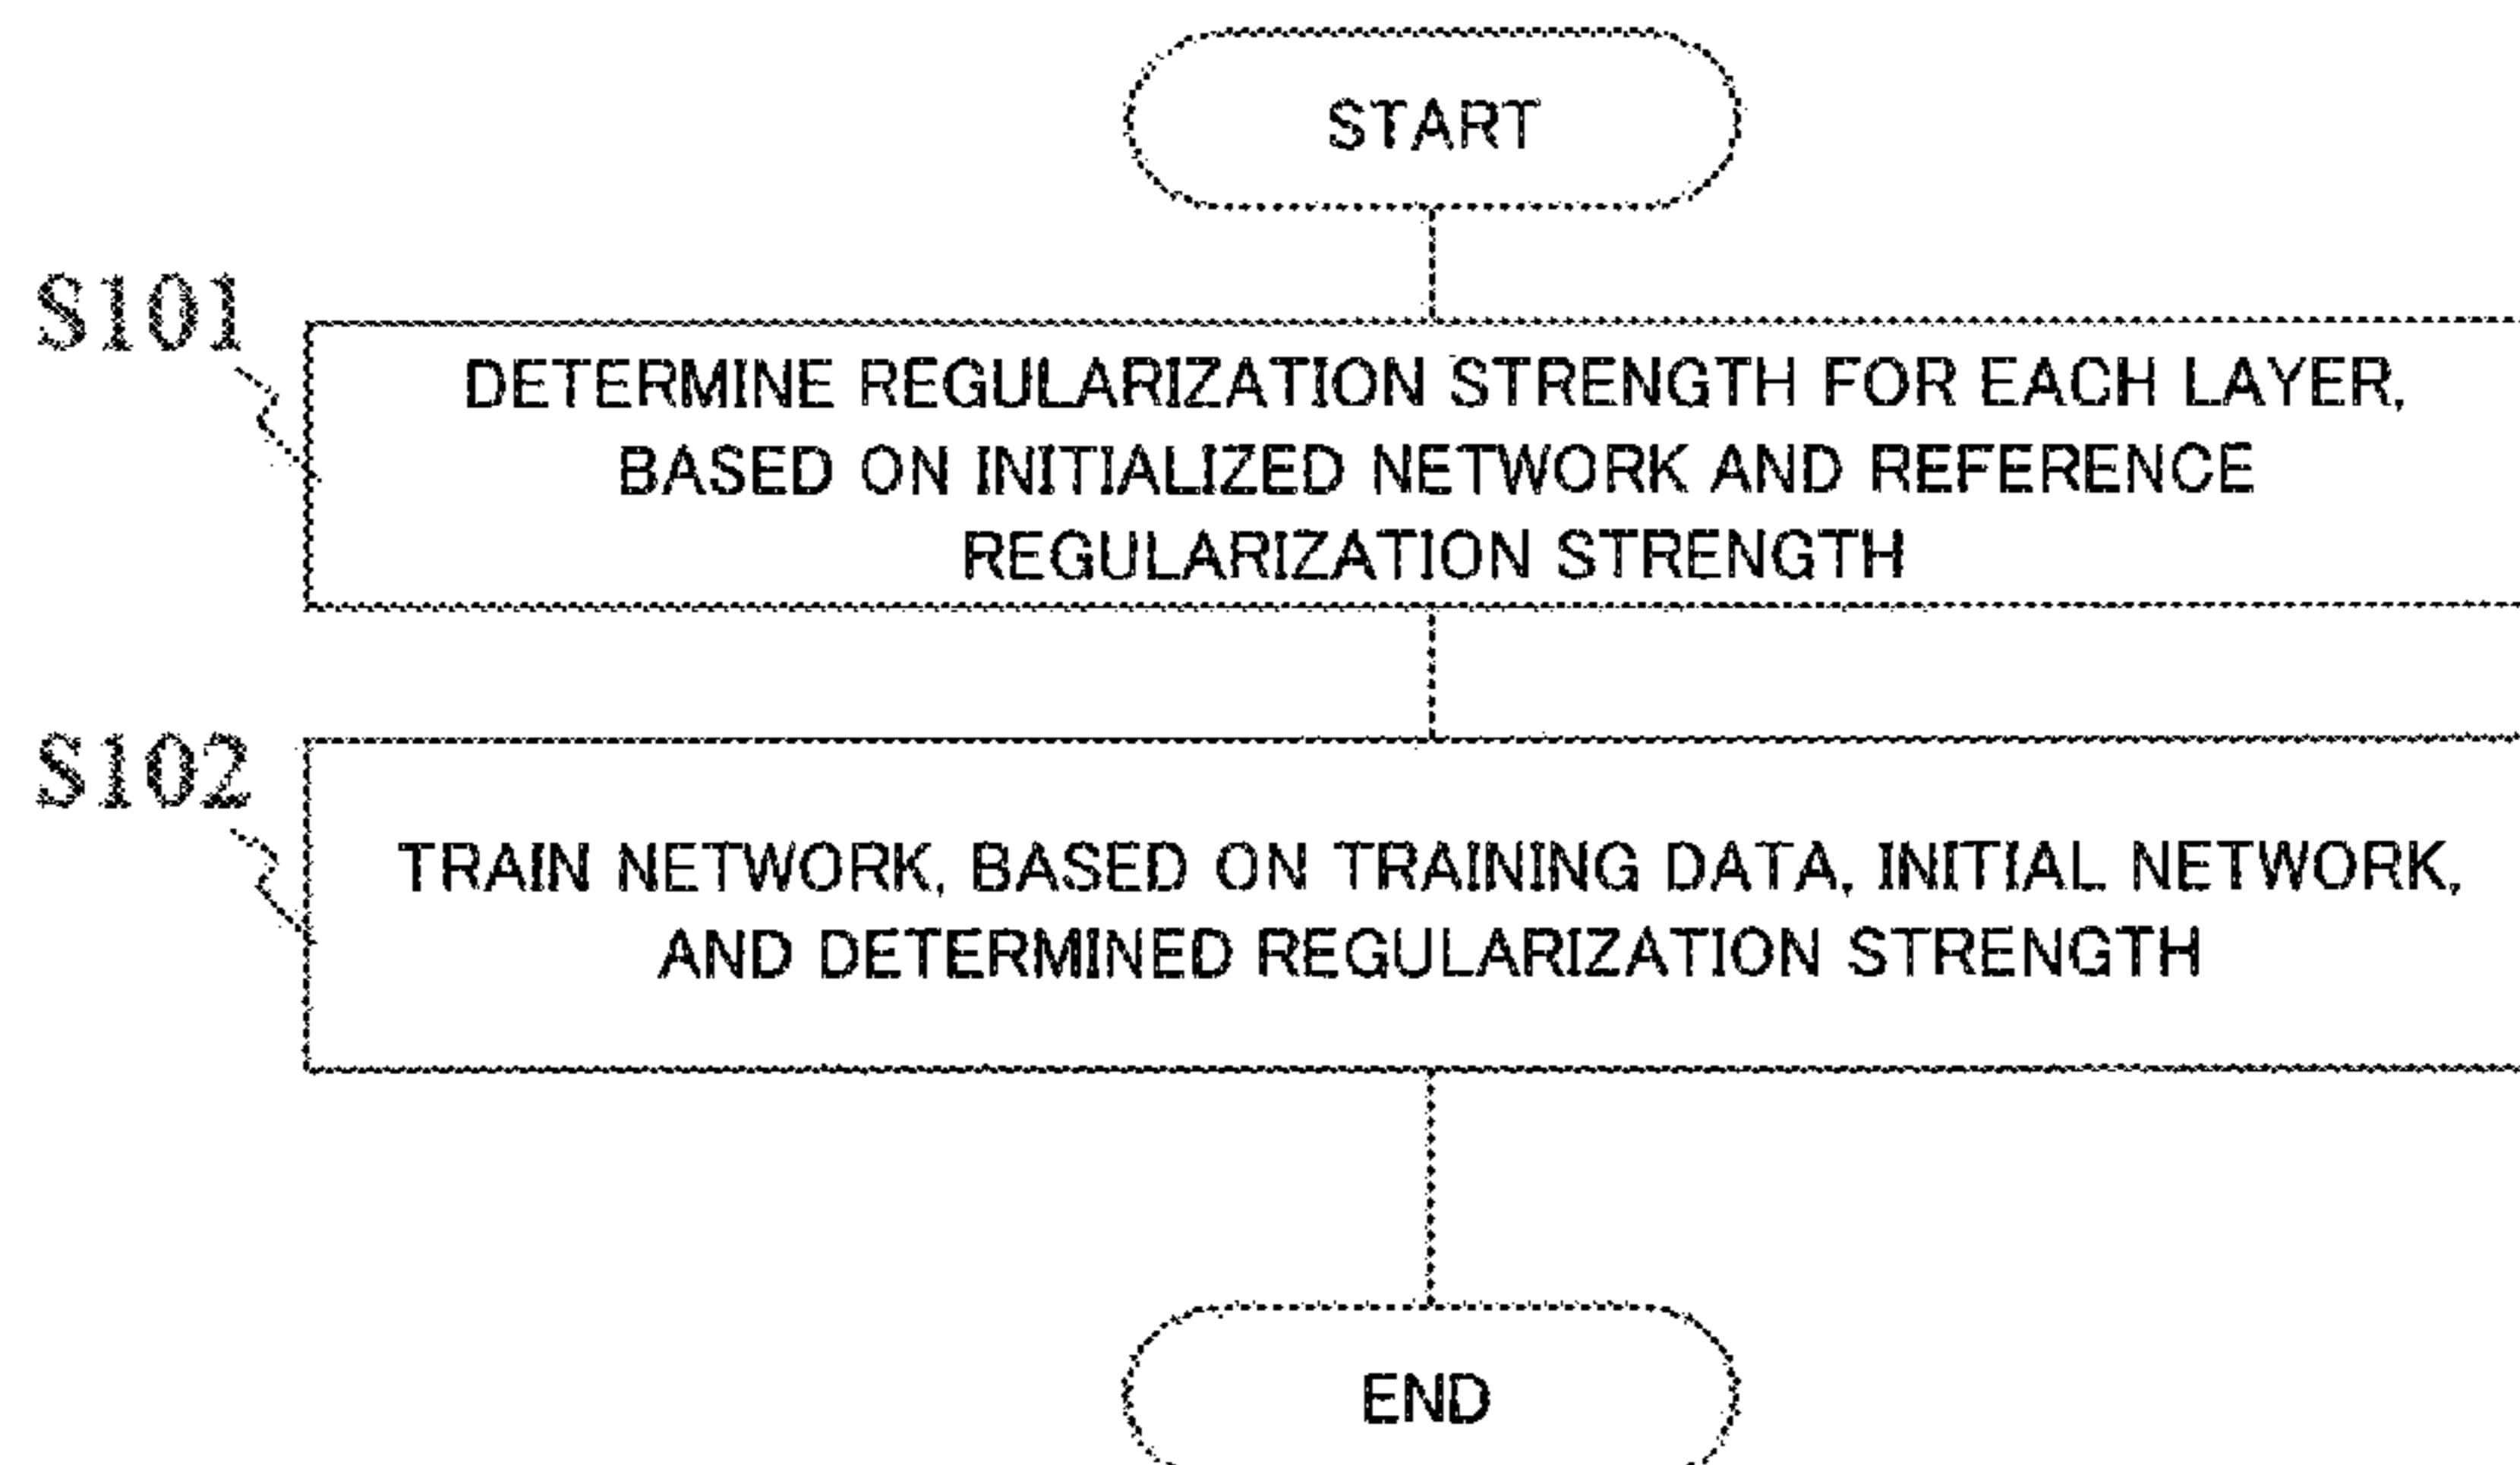 START
S101
DETERMINE REGULARIZATION STRENGTH FOR EACH LAYER,
BASED ON INITIALIZED NETWORK AND REFERENCE
REGULARIZATION STRENGTH
S102
TRAIN NETWORK, BASED ON TRAINING DATA, INITIAL NETWORK,
AND DETERMINED REGULARIZATION STRENGTH
END